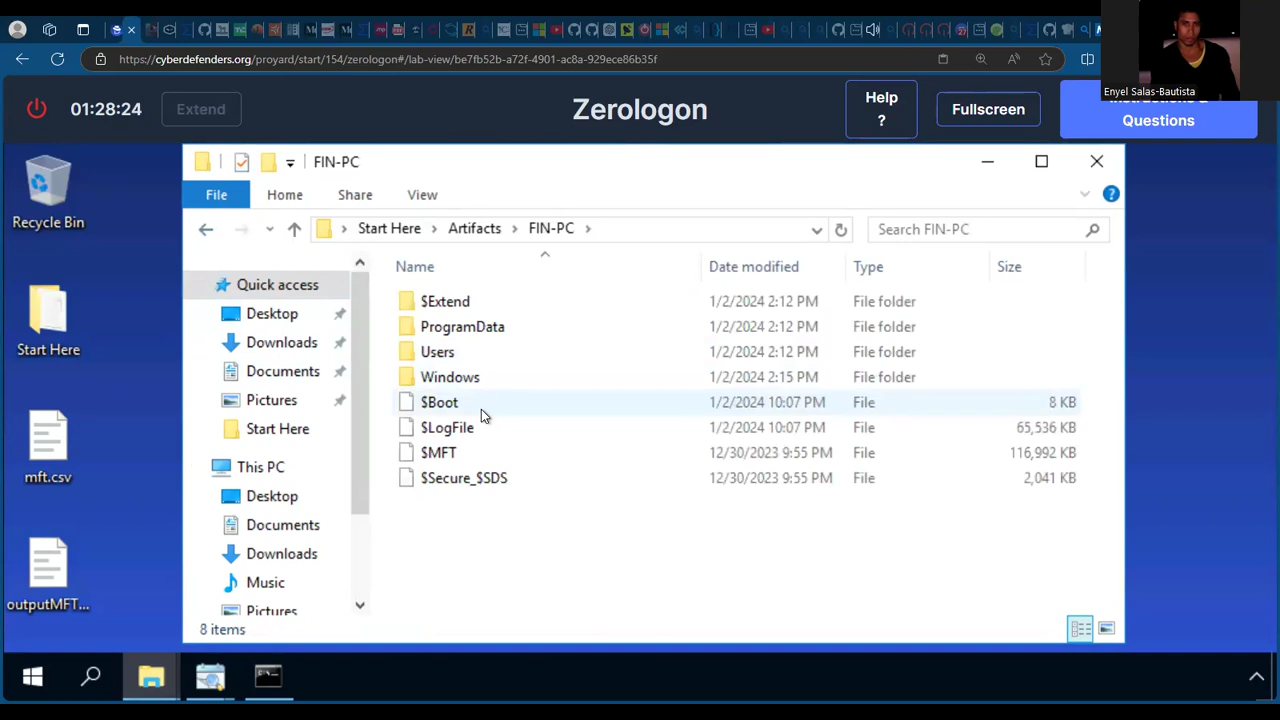 https://cyberdefenders.org/proyard/start/154/zerologon#/lab-view/be7fb52b-a72f-4901-ac8a-929ece86b35f
Enyel Salas-Bautista
01:28:24
Extend
Zerologon
Help
?
Fullscreen
Questions
Recycle Bin
Start Here
mft.csv
outputMFT...
FIN-PC
File
Home
Share
View
Start Here
Artifacts
FIN-PC
Search FIN-PC
Quick access
Desktop
Downloads
Documents
Pictures
Start Here
This PC
Desktop
Documents
Downloads
Music
Pictures
Name Date modified Type Size
$Extend 1/2/2024 2:12 PM File folder
ProgramData 1/2/2024 2:12 PM File folder
Users 1/2/2024 2:12 PM File folder
Windows 1/2/2024 2:15 PM File folder
$Boot 1/2/2024 10:07 PM File 8 KB
$LogFile 1/2/2024 10:07 PM File 65,536 KB
$MFT 12/30/2023 9:55 PM File 116,992 KB
$Secure_$SDS 12/30/2023 9:55 PM File 2,041 KB
8 items